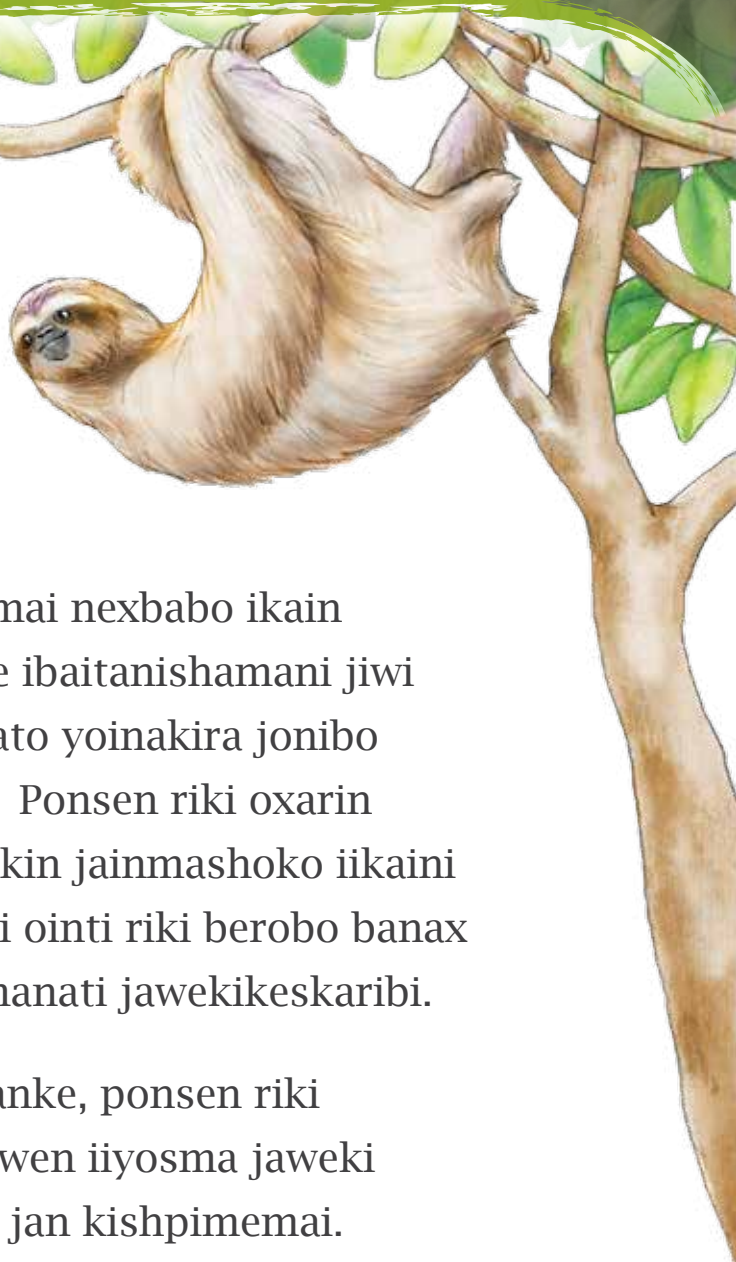 mai nexbabo ikain
e ibaitanishamani jiwi
ato yoinakira jonibo
Ponsen riki oxarin
kin jainmashoko iikaini
i ointi riki berobo banax
nanati jawekikeskaribi.
anke, ponsen riki
wen iiyosma jaweki
jan kishpimemai.